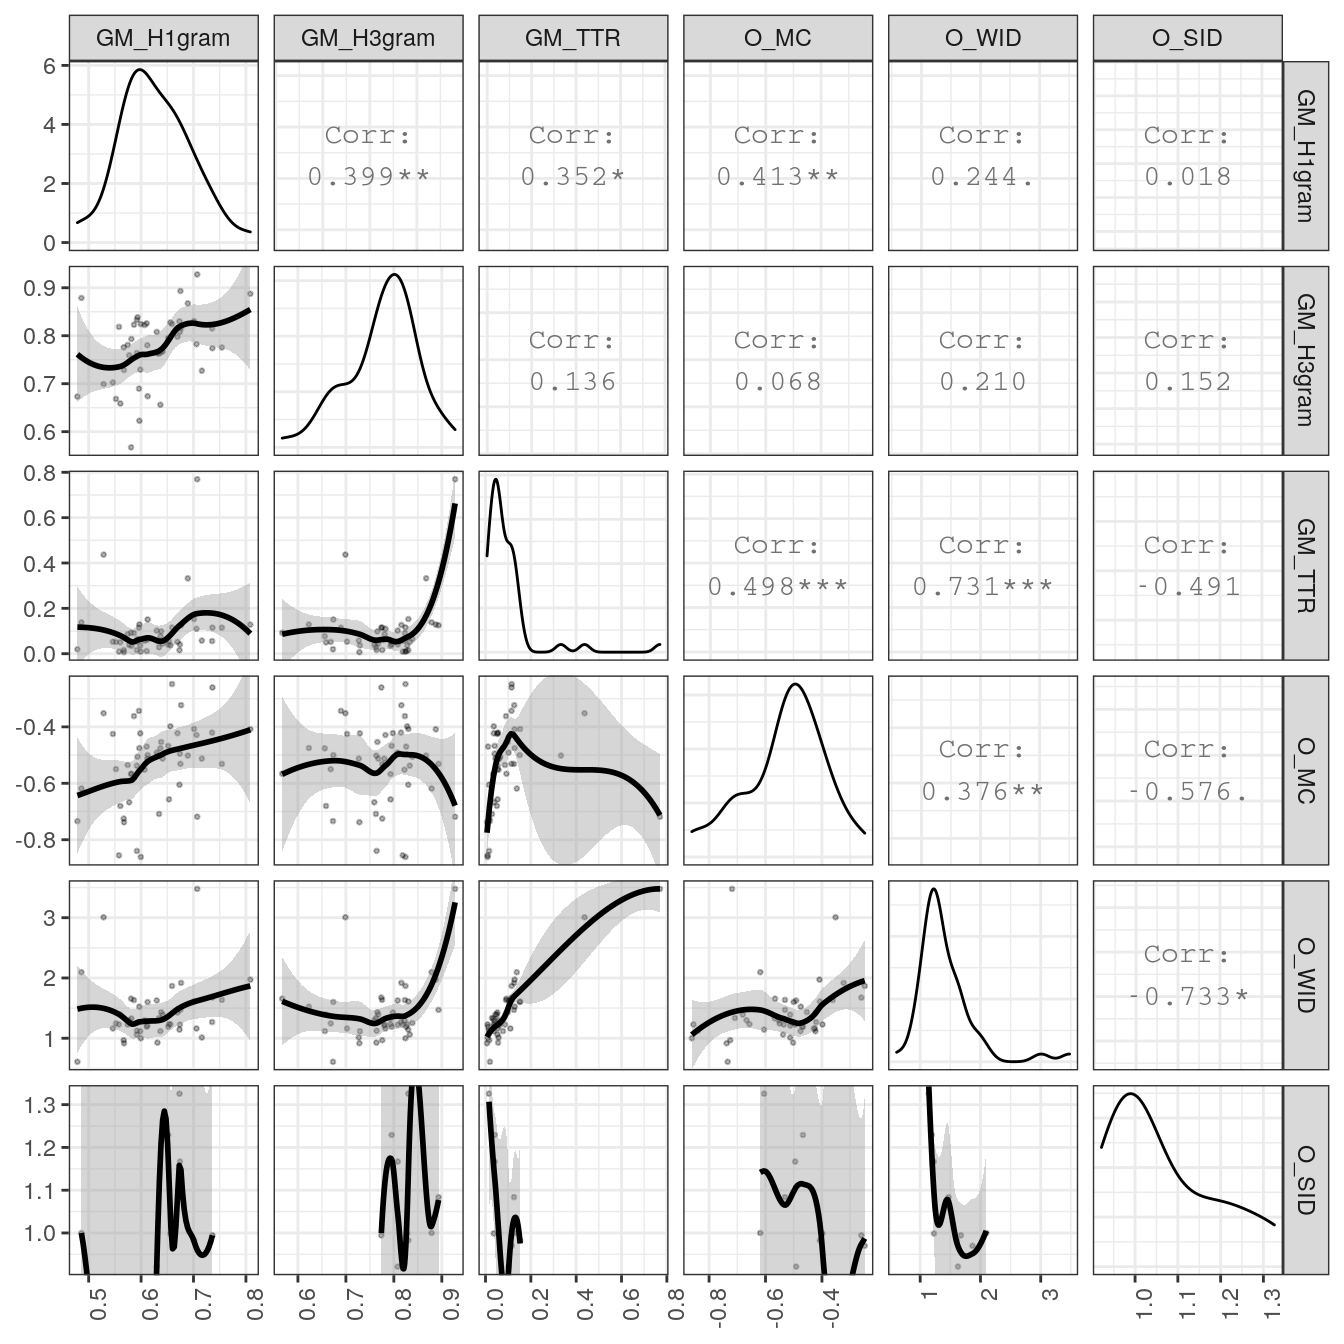 GM_H1gram GM_H3gram GM_TTR O_MC O_WID O_SID
6
4
2
0
Corr:
0.399**
Corr:
0.352*
Corr:
0.413**
Corr:
0.244.
Corr:
0.018
GM_H1gram
0.9
0.8
0.7
0.6
Corr:
0.136
Corr:
0.068
Corr:
0.210
Corr:
0.152
GM_H3gram
0.8
0.6
0.4
0.2
0.0
Corr:
0.498***
Corr:
0.731***
Corr:
-0.491
GM_TTR
-0.4
-0.6
-0.8
Corr:
0.376**
Corr:
-0.576.
O_MC
3
2
1
Corr:
-0.733*
O_WID
1.3
1.2
1.1
1.0
O_SID
0.5 0.6 0.7 0.8 0.6 0.7 0.8 0.9 0.0 0.2 0.4 0.6 0.8 -0.8 -0.6 -0.4 1 2 3 1.0 1.1 1.2 1.3